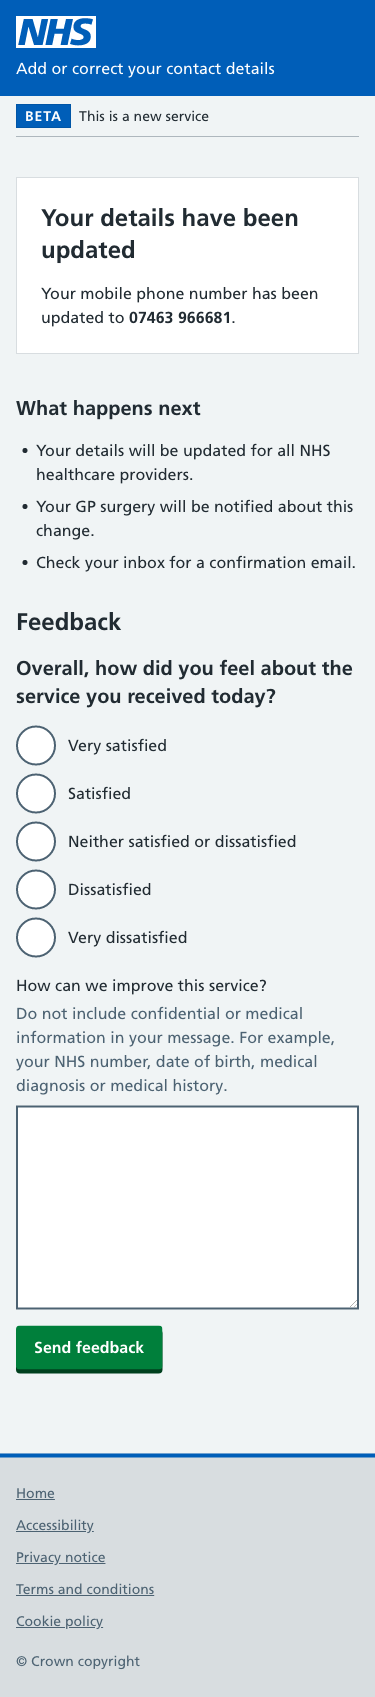 NHS
Add or correct your contact details
BETA This is a new service
Your details have been
updated
Your mobile phone number has been
updated to 07463 966681.
What happens next
• Your details will be updated for all NHS
healthcare providers.
• Your GP surgery will be notified about this
change.
• Check your inbox for a confirmation email.
Feedback
Overall, how did you feel about the
service you received today?
Very satisfied
Satisfied
Neither satisfied or dissatisfied
Dissatisfied
Very dissatisfied
How can we improve this service?
Do not include confidential or medical
information in your message. For example,
your NHS number, date of birth, medical
diagnosis or medical history.
Send feedback
Home
Accessibility
Privacy notice
Terms and conditions
Cookie policy
© Crown copyright